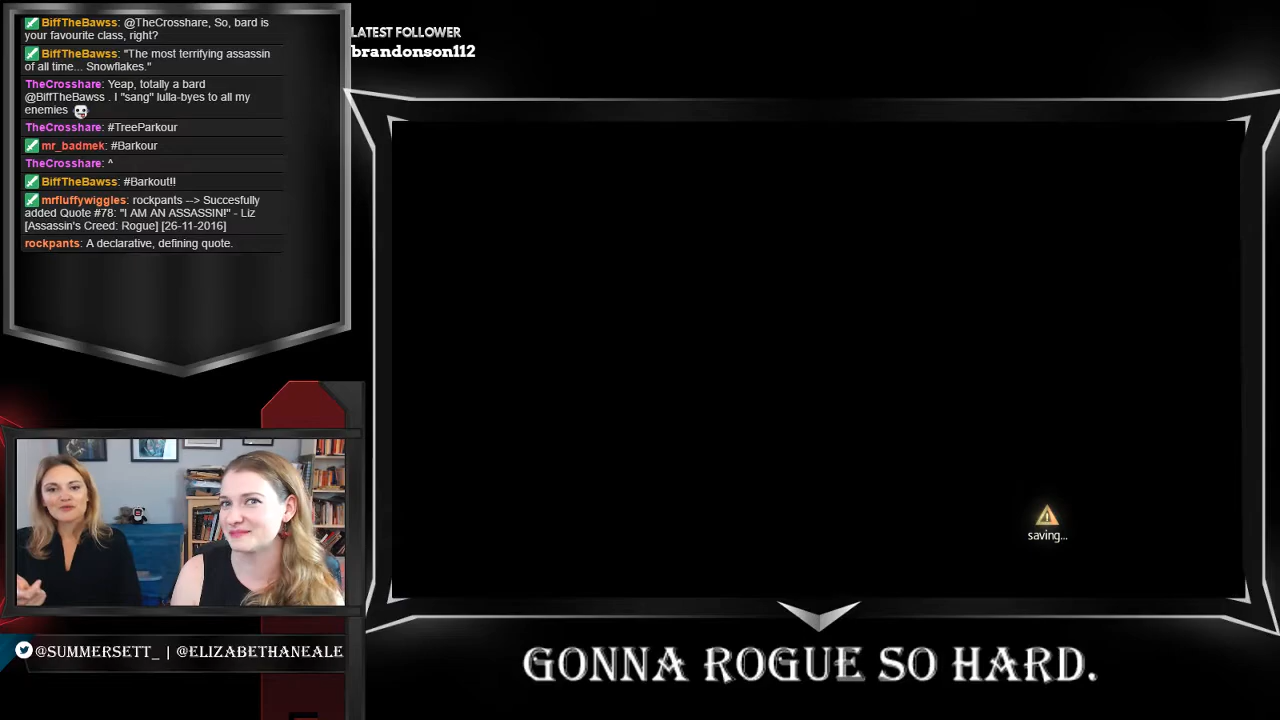 BiffTheBawss: @TheCrosshare, So, bard is
your favourite class, right?
BiffTheBawss: "The most terrifying assassin
of all time... Snowflakes."
TheCrosshare: Yeap, totally a bard
@BiffTheBawss . I "sang" lulla-byes to all my
enemies
TheCrosshare: #TreeParkour
mr_badmek: #Barkour
TheCrosshare: ^
BiffTheBawss: #Barkout!!
mrfluffywiggles: rockpants --> Succesfully
added Quote #78: "I AM AN ASSASSIN!" - Liz
[Assassin's Creed: Rogue] [26-11-2016]
rockpants: A declarative, defining quote.
LATEST FOLLOWER
brandonson112
saving...
@SUMMERSETT_ | @ELIZABETHANEALE
GONNA ROGUE SO HARD.